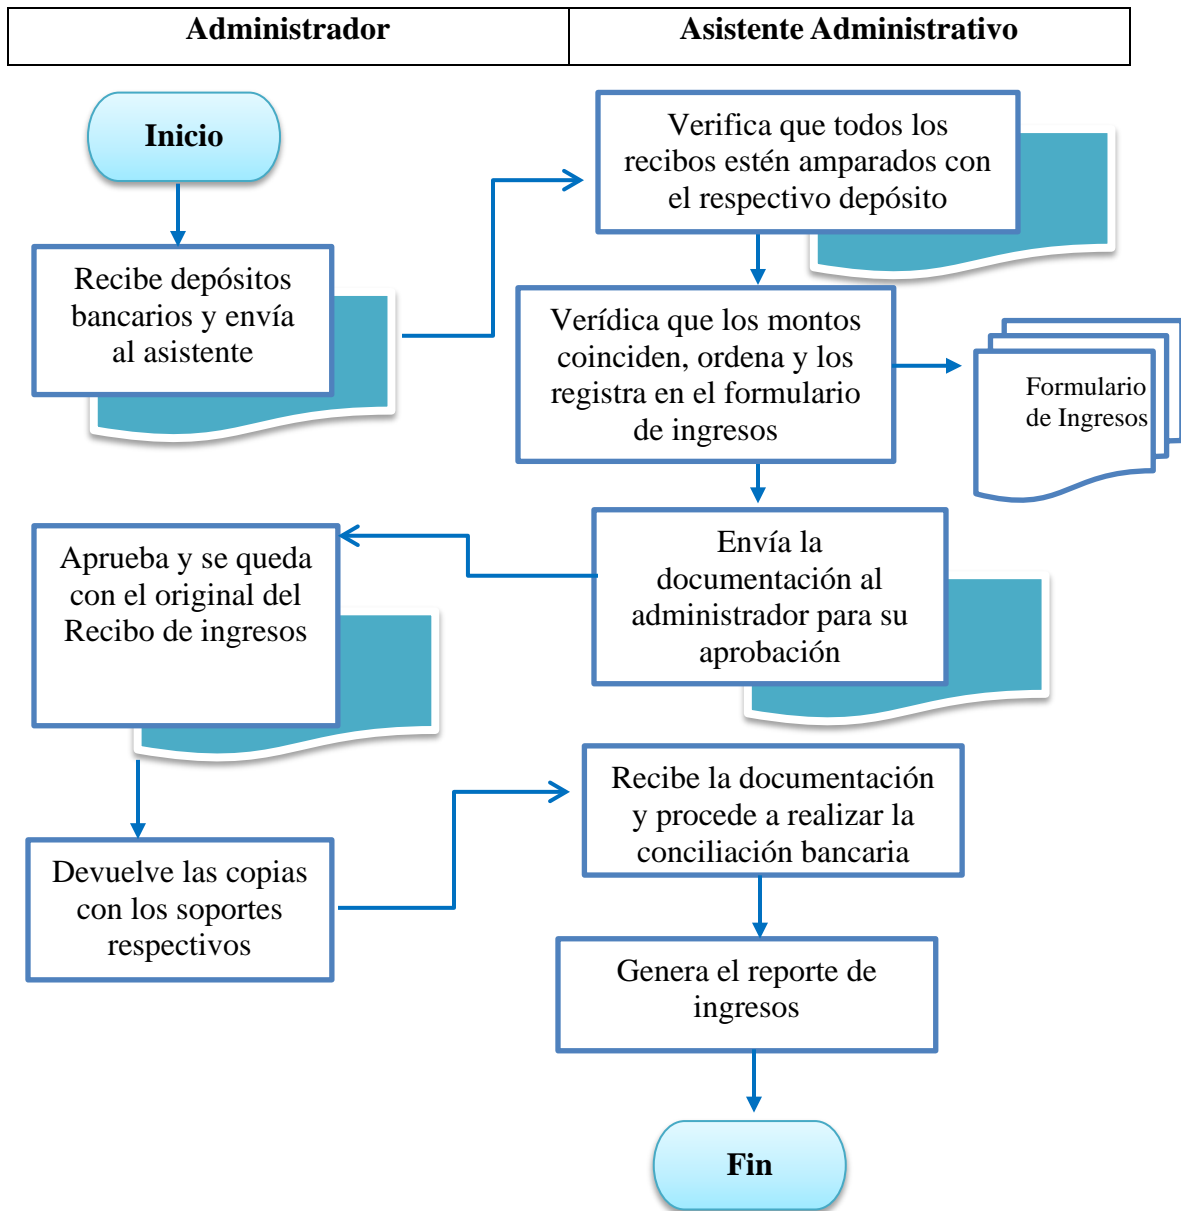 Administrador
Asistente Administrativo
Inicio
Recibe depósitos
bancarios y envía
al asistente
Verifica que todos los
recibos estén amparados con
el respectivo depósito
Verídica que los montos
coinciden, ordena y los
registra en el formulario
de ingresos
Formulario
de Ingresos
Envía la
documentación al
administrador para su
aprobación
Aprueba y se queda
con el original del
Recibo de ingresos
Devuelve las copias
con los soportes
respectivos
Recibe la documentación
y procede a realizar la
conciliación bancaria
Genera el reporte de
ingresos
Fin